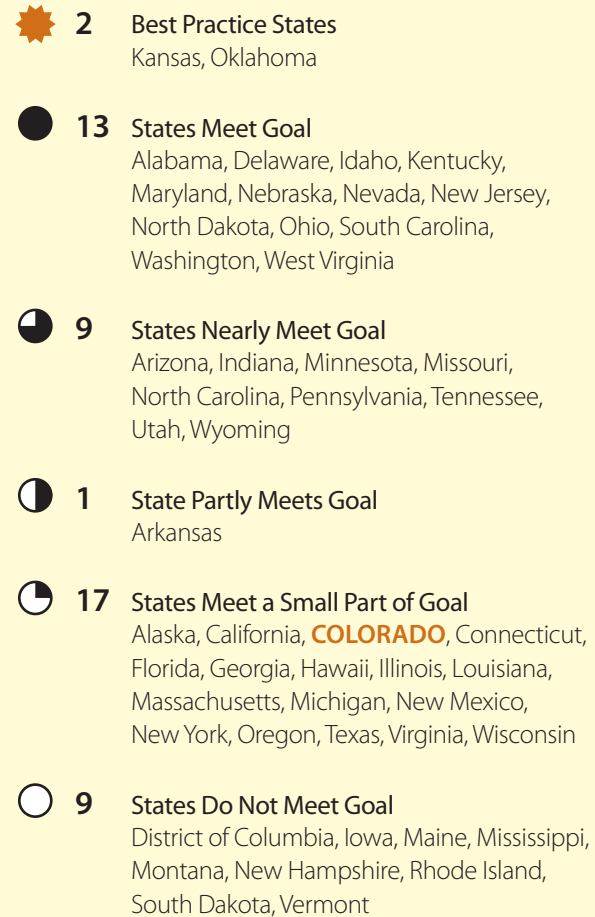 2 Best Practice States
Kansas, Oklahoma
13 States Meet Goal
Alabama, Delaware, Idaho, Kentucky,
Maryland, Nebraska, Nevada, New Jersey,
North Dakota, Ohio, South Carolina,
Washington, West Virginia
9 States Nearly Meet Goal
Arizona, Indiana, Minnesota, Missouri,
North Carolina, Pennsylvania, Tennessee,
Utah, Wyoming
1 State Partly Meets Goal
Arkansas
17 States Meet a Small Part of Goal
Alaska, California, COLORADO, Connecticut,
Florida, Georgia, Hawaii, Illinois, Louisiana,
Massachusetts, Michigan, New Mexico,
New York, Oregon, Texas, Virginia, Wisconsin
9 States Do Not Meet Goal
District of Columbia, Iowa, Maine, Mississippi,
Montana, New Hampshire, Rhode Island,
South Dakota, Vermont